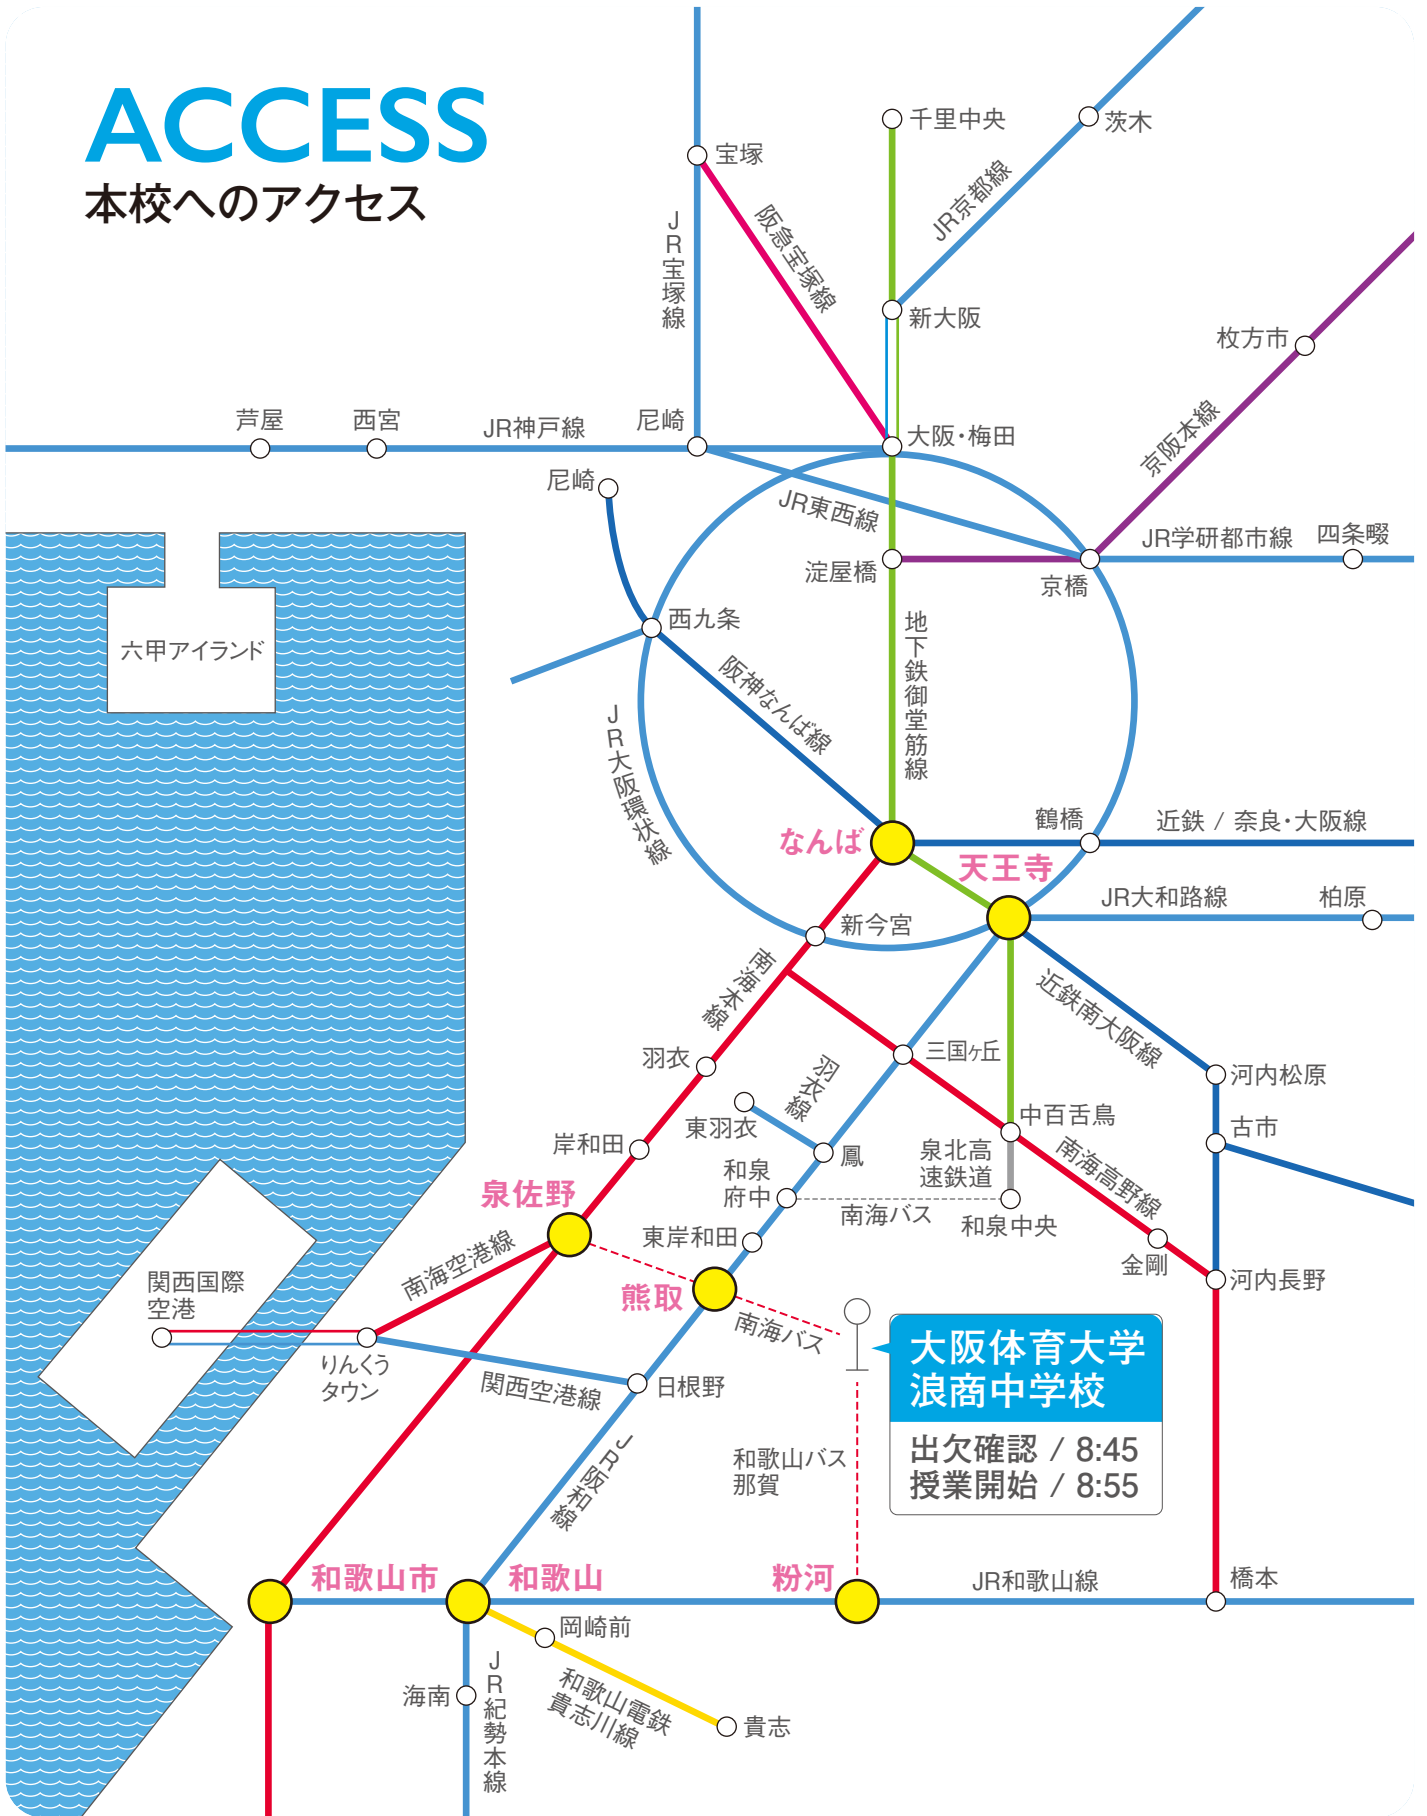 ACCESS
本校へのアクセス
千里中央
茨木
宝塚
JR京都線
阪急宝塚線
JR宝塚線
新大阪
枚方市
芦屋
西宮
JR神戸線
尼崎
大阪・梅田
京阪本線
尼崎
JR東西線
JR学研都市線
四条畷
淀屋橋
京橋
六甲アイランド
西九条
地下鉄御堂筋線
阪神なんば線
JR大阪環状線
なんば
鶴橋
近鉄 / 奈良・大阪線
天王寺
JR大和路線
柏原
新今宮
南海本線
近鉄南大阪線
羽衣
羽衣線
三国ヶ丘
河内松原
東羽衣
中百舌鳥
古市
岸和田
鳳
泉北高
速鉄道
南海高野線
和泉
府中
泉佐野
南海バス
和泉中央
東岸和田
金剛
南海空港線
関西国際
空港
熊取
河内長野
南海バス
りんくう
タウン
関西空港線
日根野
大阪体育大学
浪商中学校
出欠確認 / 8:45
授業開始 / 8:55
JR阪和線
和歌山バス
那賀
和歌山市
和歌山
粉河
JR和歌山線
橋本
岡崎前
海南
JR紀勢本線
和歌山電鉄
貴志川線
貴志